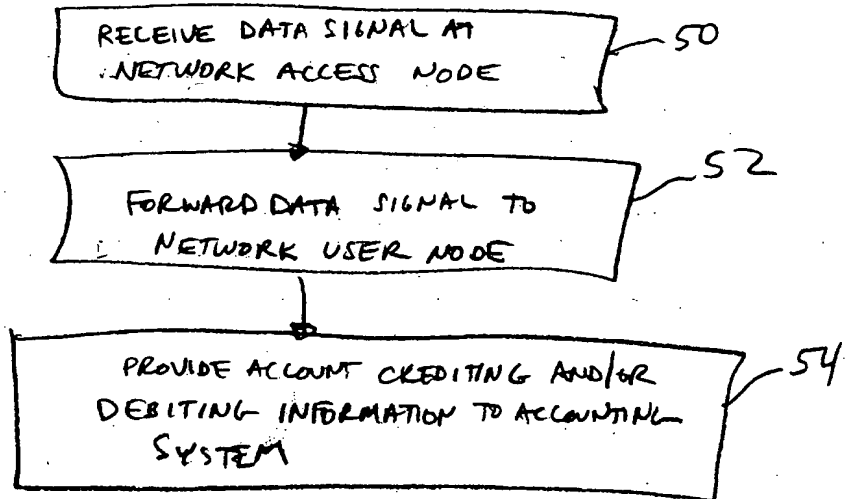 RECEIVE DATA SIGNAL AT
NETWORK ACCESS NODE
50
FORWARD DATA SIGNAL TO
NETWORK USER NODE
52
PROVIDE ACCOUNT CREDITING AND/OR
DEBITING INFORMATION TO ACCOUNTING
SYSTEM
54